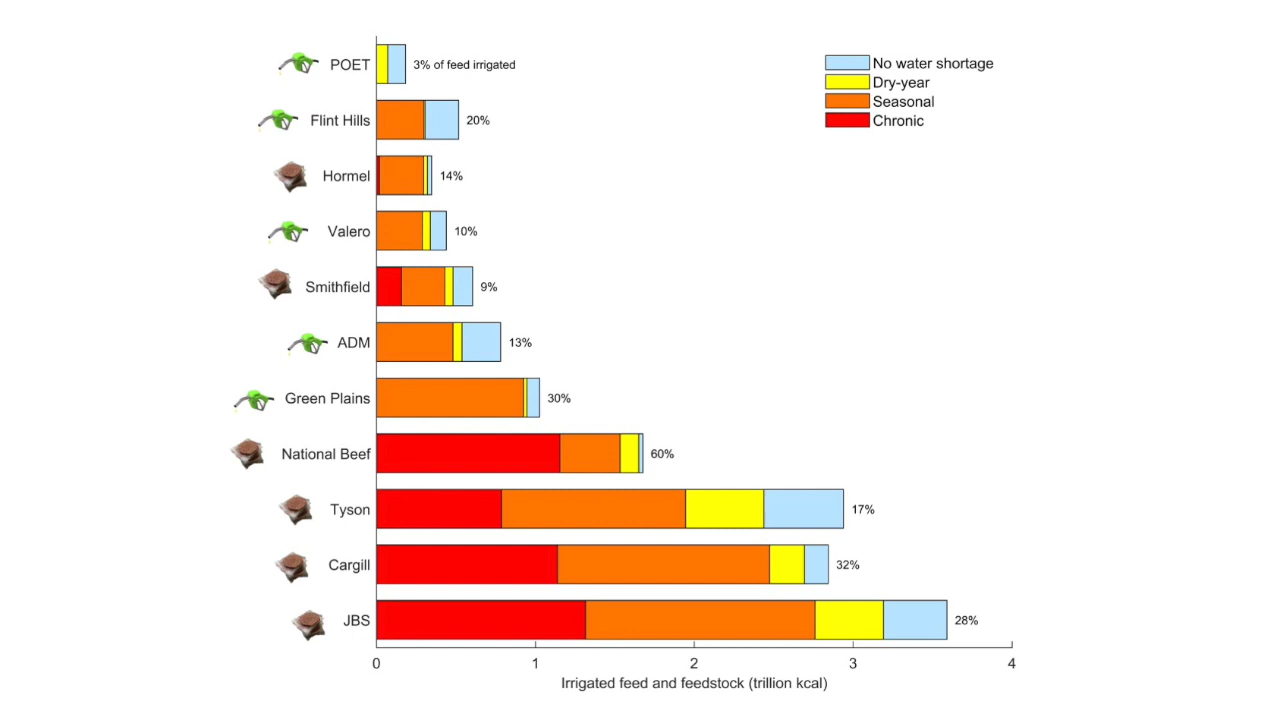 POET 3% of feed irrigated
No water shortage
Dry-year
Seasonal
Chronic
Flint Hills 20%
Hormel 14%
Valero 10%
Smithfield 9%
ADM 13%
Green Plains 30%
National Beef 60%
Tyson 17%
Cargill 32%
JBS 28%
0 1 2 3 4
Irrigated feed and feedstock (trillion kcal)